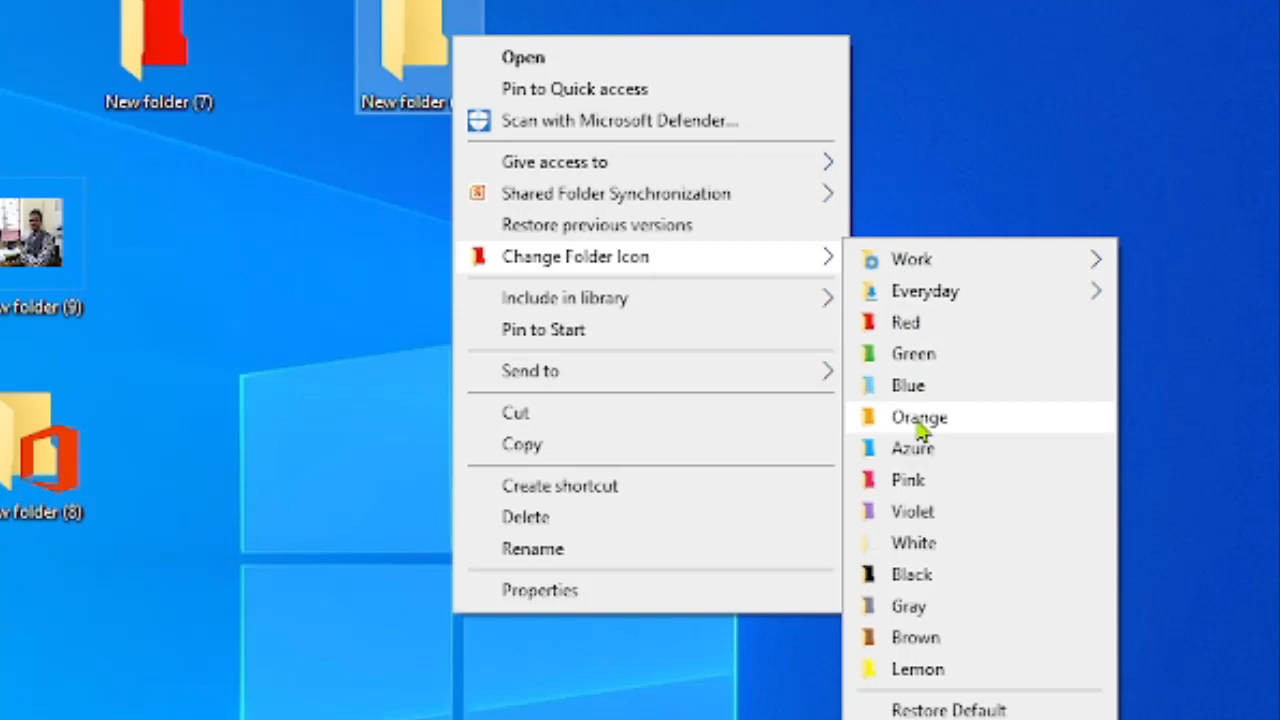 New folder (7)
New folder
Open
Pin to Quick access
Scan with Microsoft Defender...
Give access to
Shared Folder Synchronization
Restore previous versions
Change Folder Icon
Include in library
Pin to Start
Send to
Cut
Copy
Create shortcut
Delete
Rename
Properties
Work
Everyday
Red
Green
Blue
Orange
Azure
Pink
Violet
White
Black
Gray
Brown
Lemon
Restore Default
w folder (9)
w folder (8)